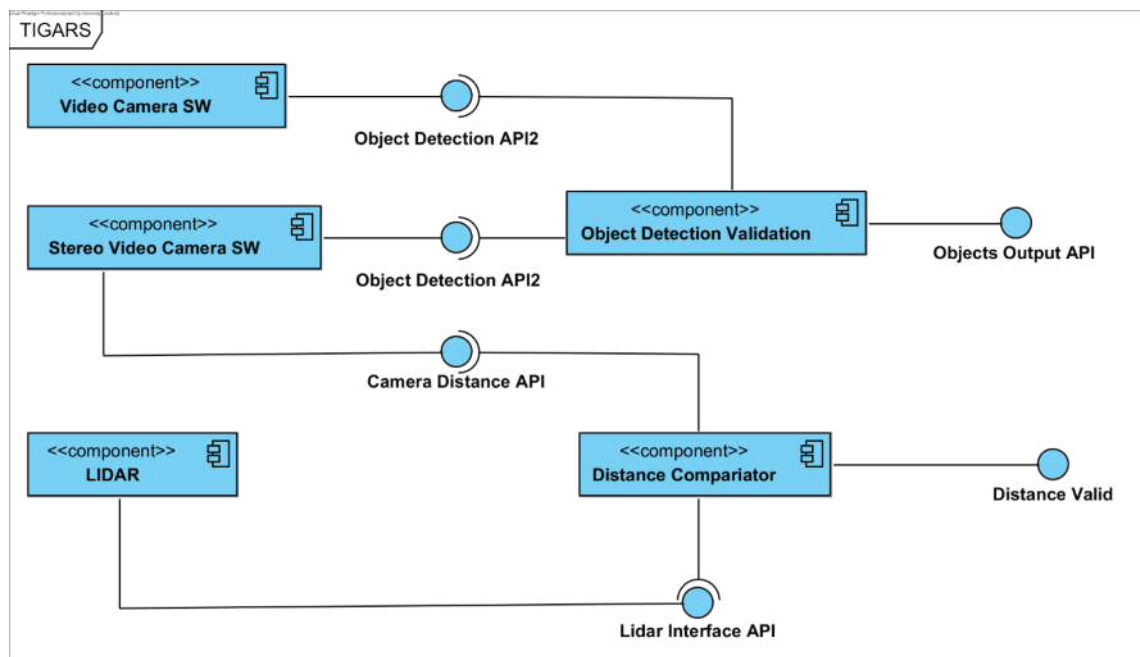 TIGARS
<<component>>
Video Camera SW
Object Detection API2
<<component>>
Stereo Video Camera SW
Object Detection API2
<<component>>
Object Detection Validation
Objects Output API
Camera Distance API
<<component>>
LIDAR
<<component>>
Distance Compariator
Distance Valid
Lidar Interface API